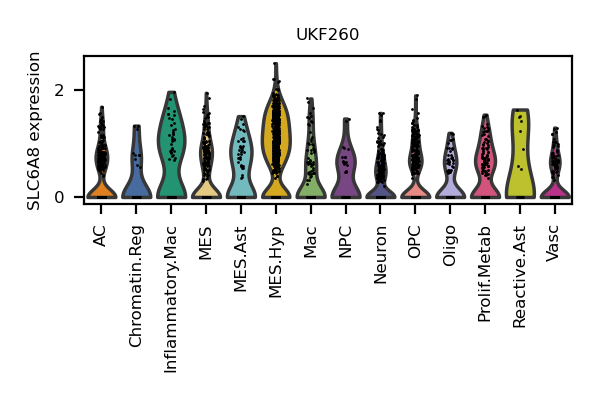 UKF260
SLC6A8 expression
2
0
AC
Chromatin.Reg
Inflammatory.Mac
MES
MES.Ast
MES.Hyp
Mac
NPC
Neuron
OPC
Oligo
Prolif.Metab
Reactive.Ast
Vasc